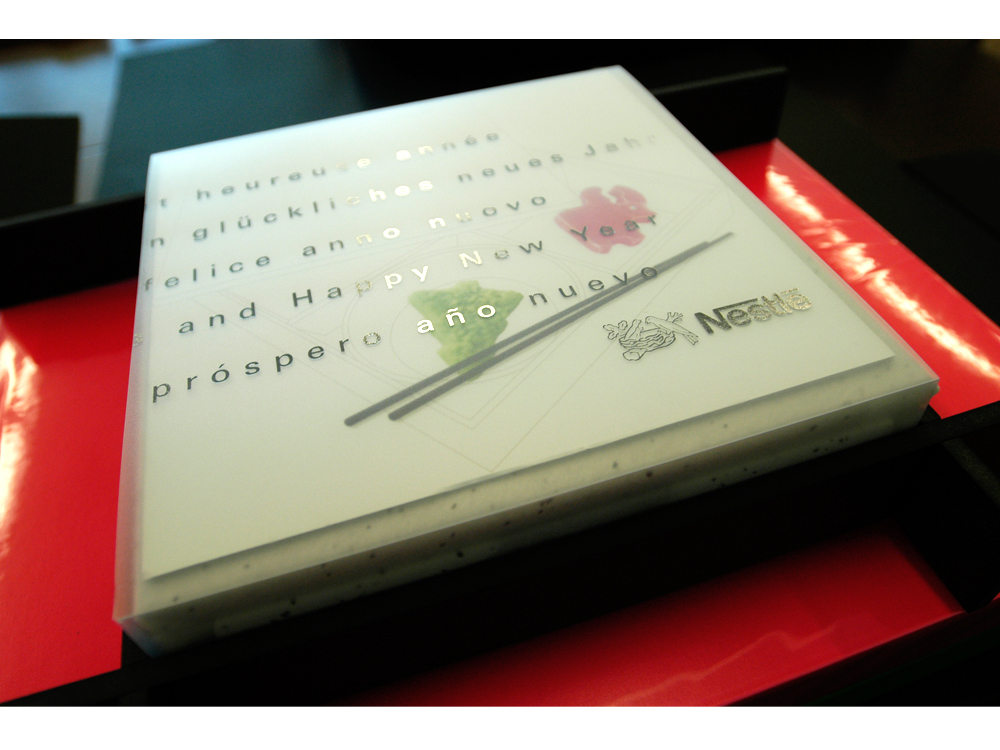 t heureuse année
n glückliches neues Jahr
felice anno nuovo
and Happy New Year
próspero año nuevo
Nestlé